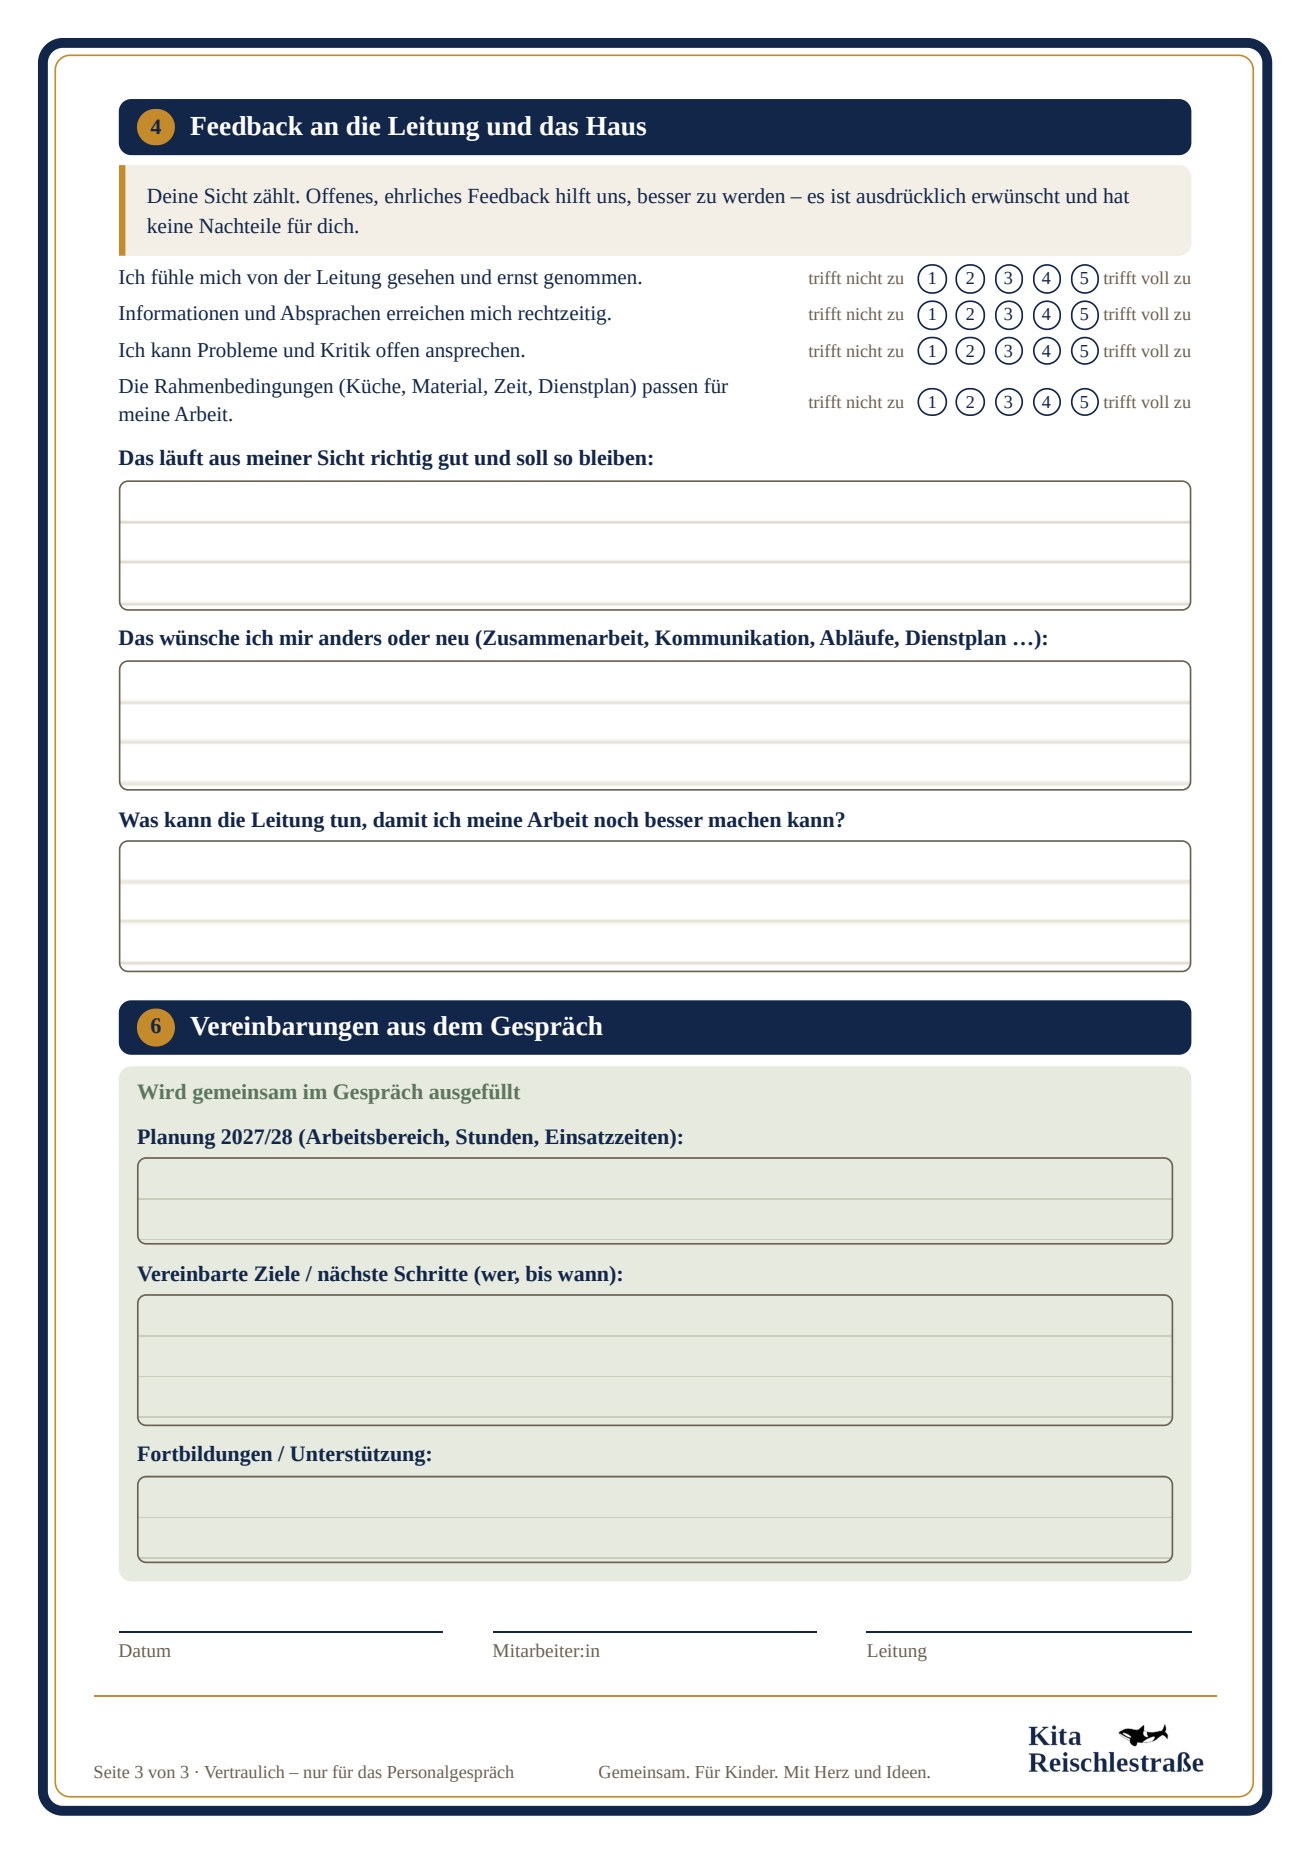 4 Feedback an die Leitung und das Haus
Deine Sicht zählt. Offenes, ehrliches Feedback hilft uns, besser zu werden – es ist ausdrücklich erwünscht und hat
keine Nachteile für dich.
Ich fühle mich von der Leitung gesehen und ernst genommen. trifft nicht zu 1 2 3 4 5 trifft voll zu
Informationen und Absprachen erreichen mich rechtzeitig. trifft nicht zu 1 2 3 4 5 trifft voll zu
Ich kann Probleme und Kritik offen ansprechen. trifft nicht zu 1 2 3 4 5 trifft voll zu
Die Rahmenbedingungen (Küche, Material, Zeit, Dienstplan) passen für
meine Arbeit. trifft nicht zu 1 2 3 4 5 trifft voll zu
Das läuft aus meiner Sicht richtig gut und soll so bleiben:
Das wünsche ich mir anders oder neu (Zusammenarbeit, Kommunikation, Abläufe, Dienstplan …):
Was kann die Leitung tun, damit ich meine Arbeit noch besser machen kann?
6 Vereinbarungen aus dem Gespräch
Wird gemeinsam im Gespräch ausgefüllt
Planung 2027/28 (Arbeitsbereich, Stunden, Einsatzzeiten):
Vereinbarte Ziele / nächste Schritte (wer, bis wann):
Fortbildungen / Unterstützung:
Datum Mitarbeiter:in Leitung
Seite 3 von 3 · Vertraulich – nur für das Personalgespräch Gemeinsam. Für Kinder. Mit Herz und Ideen.
Kita
Reischlestraße